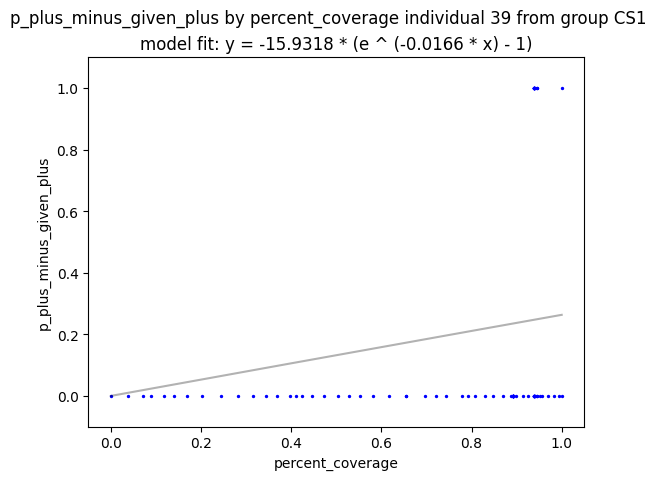 p_plus_minus_given_plus by percent_coverage individual 39 from group CS1
model fit: y = -15.9318 * (e ^ (-0.0166 * x) - 1)
1.0
0.8
0.6
0.4
0.2
0.0
p_plus_minus_given_plus
0.0 0.2 0.4 0.6 0.8 1.0
percent_coverage